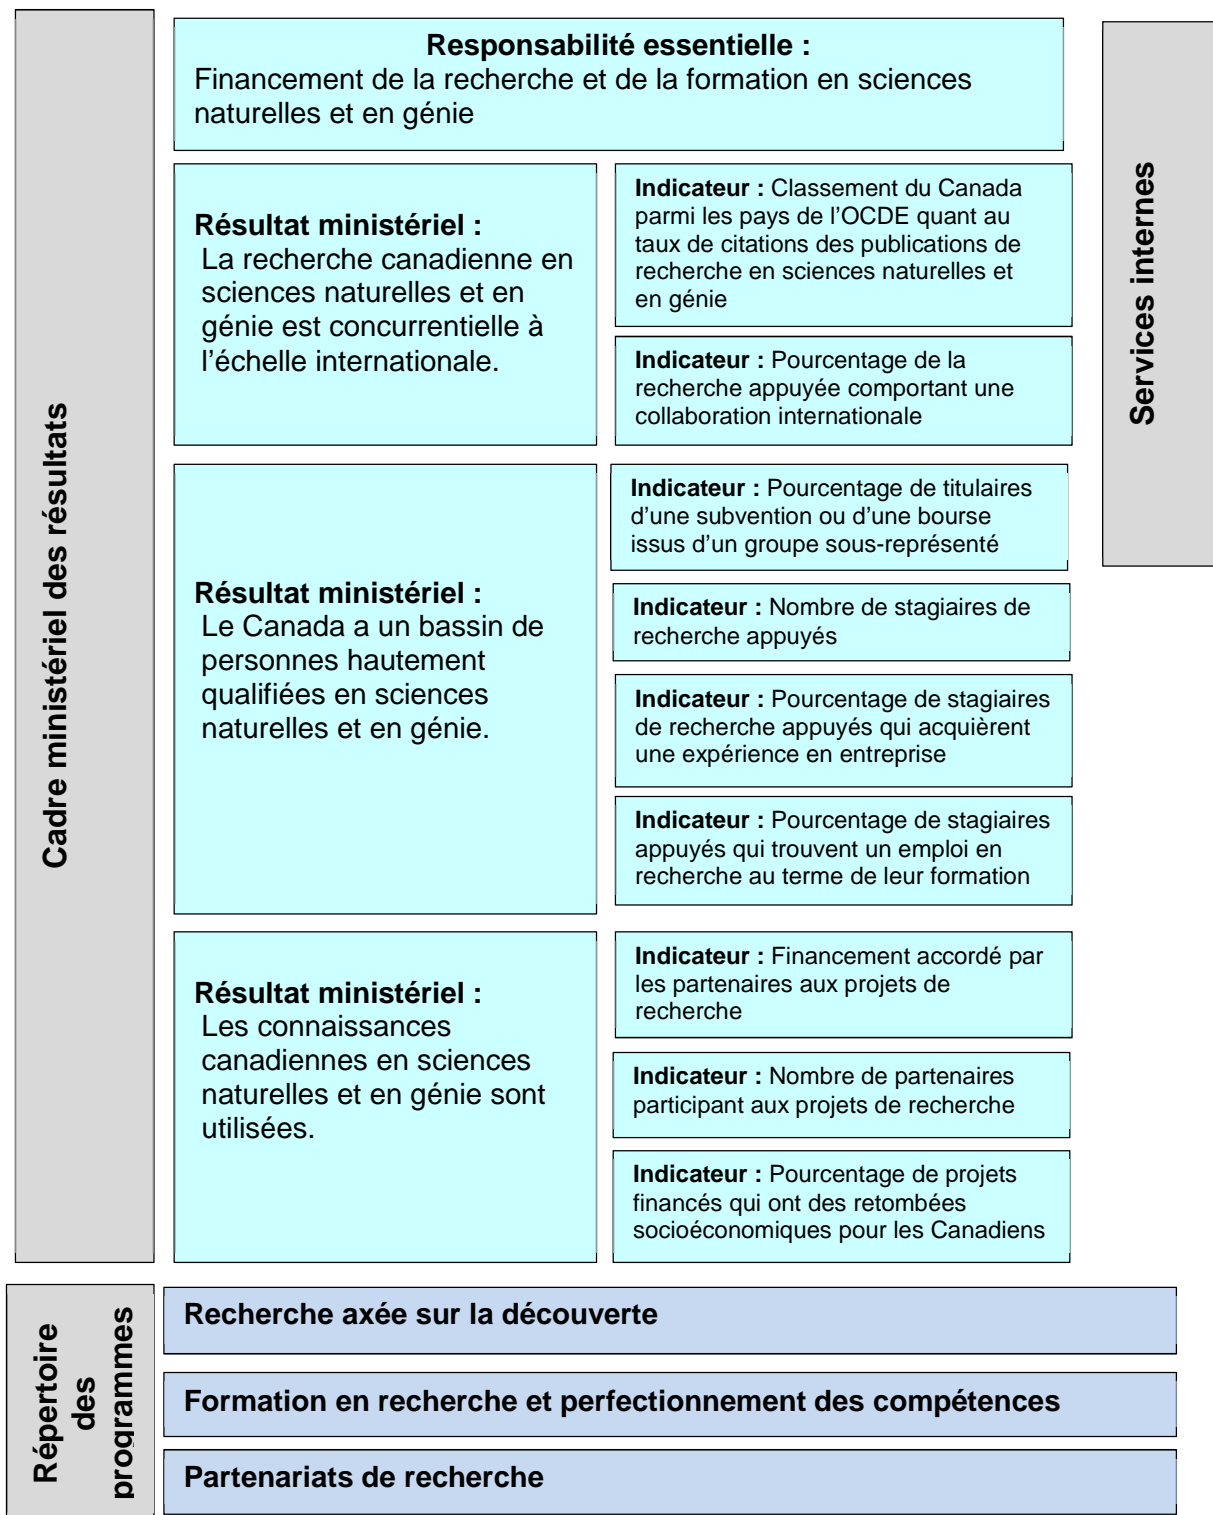 Cadre ministériel des résultats
Responsabilité essentielle :
Financement de la recherche et de la formation en sciences
naturelles et en génie
Résultat ministériel :
La recherche canadienne en
sciences naturelles et en
génie est concurrentielle à
l’échelle internationale.
Indicateur : Classement du Canada
parmi les pays de l’OCDE quant au
taux de citations des publications de
recherche en sciences naturelles et
en génie
Indicateur : Pourcentage de la
recherche appuyée comportant une
collaboration internationale
Résultat ministériel :
Le Canada a un bassin de
personnes hautement
qualifiées en sciences
naturelles et en génie.
Indicateur : Pourcentage de titulaires
d’une subvention ou d’une bourse
issus d’un groupe sous-représenté
Indicateur : Nombre de stagiaires de
recherche appuyés
Indicateur : Pourcentage de stagiaires
de recherche appuyés qui acquièrent
une expérience en entreprise
Indicateur : Pourcentage de stagiaires
appuyés qui trouvent un emploi en
recherche au terme de leur formation
Résultat ministériel :
Les connaissances
canadiennes en sciences
naturelles et en génie sont
utilisées.
Indicateur : Financement accordé par
les partenaires aux projets de
recherche
Indicateur : Nombre de partenaires
participant aux projets de recherche
Indicateur : Pourcentage de projets
financés qui ont des retombées
socioéconomiques pour les Canadiens
Services internes
Répertoire
des
programmes
Recherche axée sur la découverte
Formation en recherche et perfectionnement des compétences
Partenariats de recherche